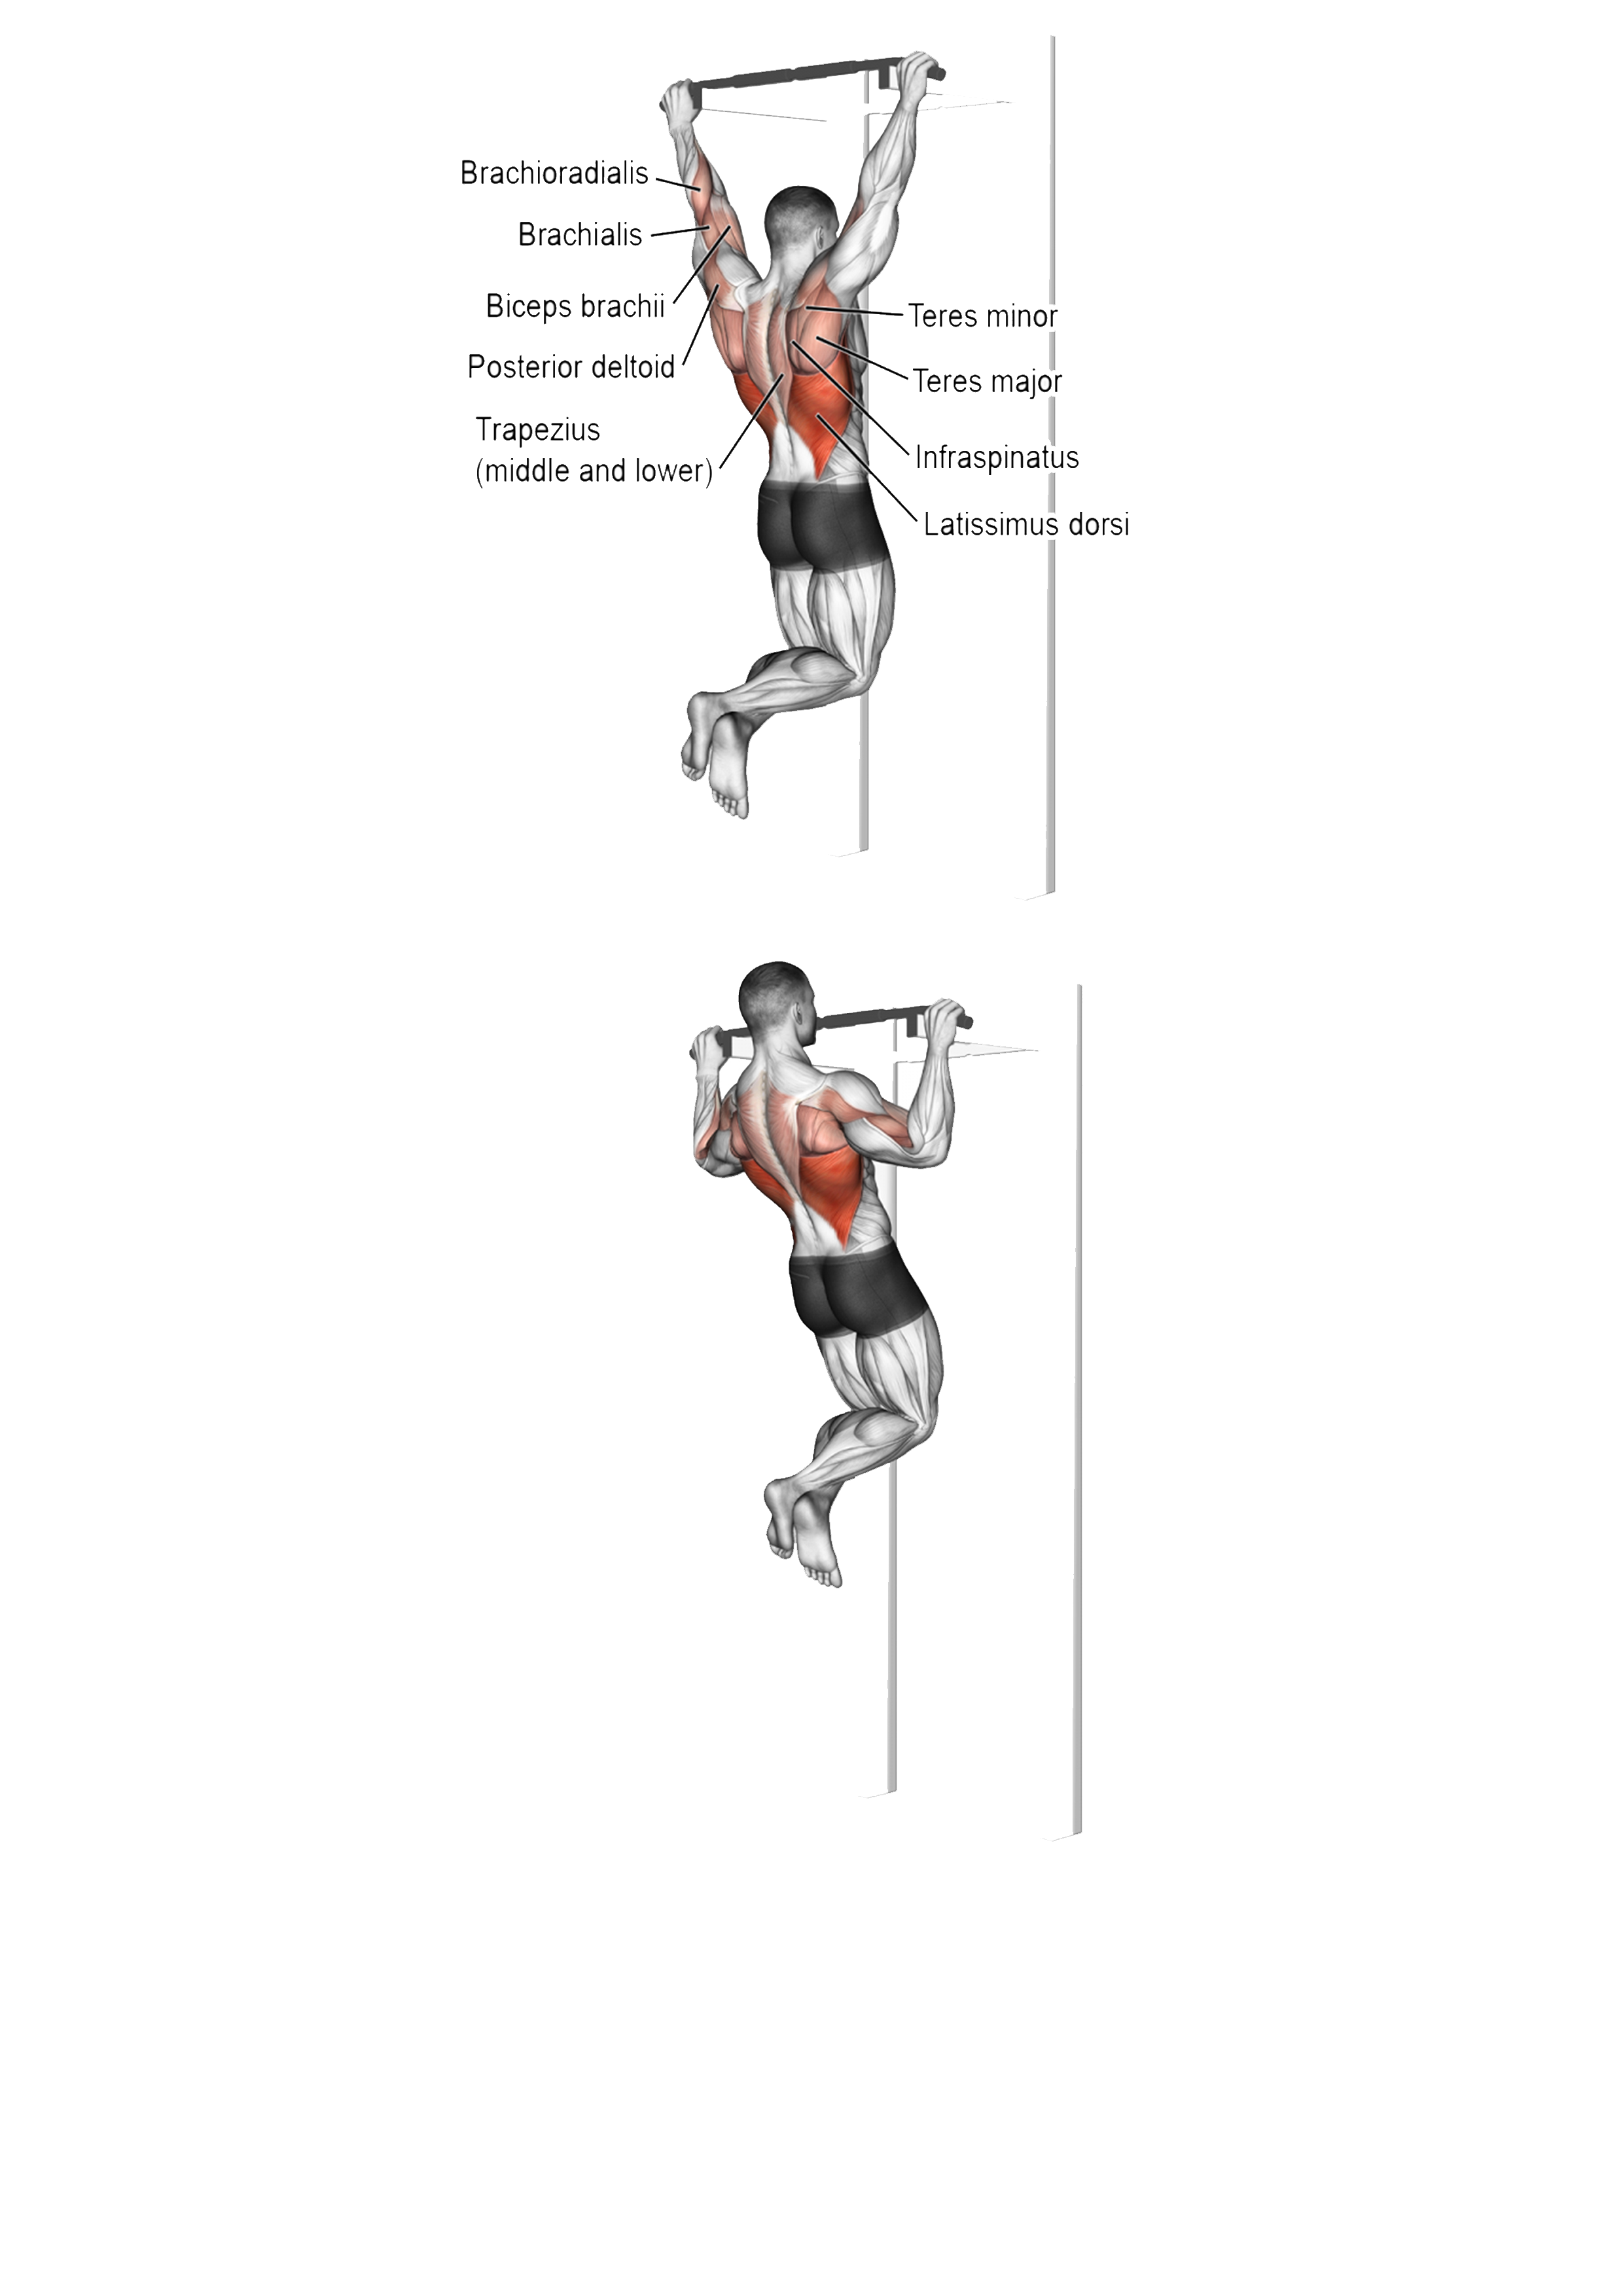 Brachioradialis
Brachialis
Biceps brachii
Posterior deltoid
Trapezius
(middle and lower)
Teres minor
Teres major
Infraspinatus
Latissimus dorsi